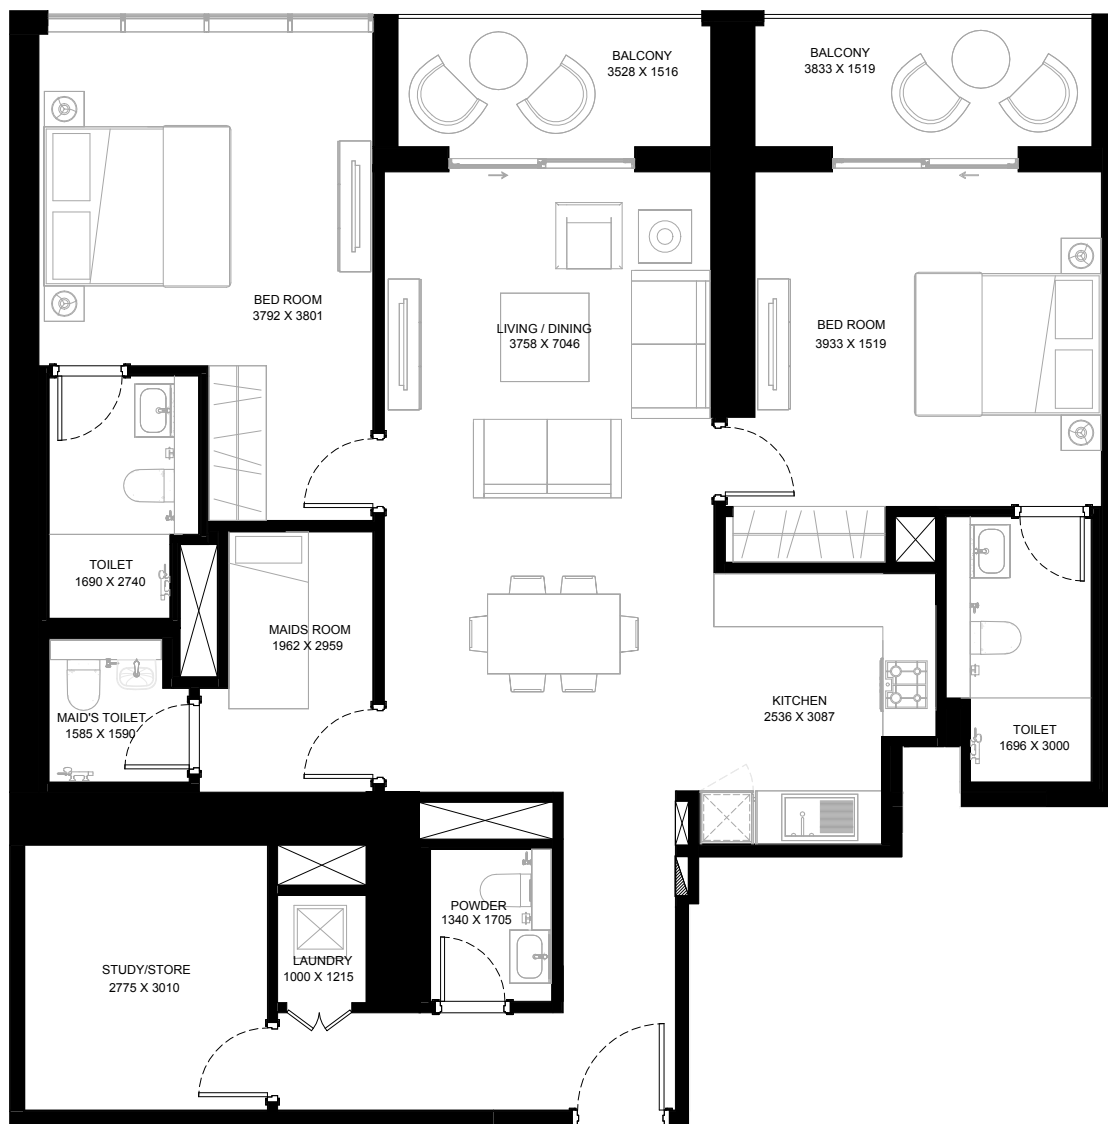 BALCONY
3528 X 1516
BALCONY
3833 X 1519
BED ROOM
3792 X 3801
LIVING / DINING
3758 X 7046
BED ROOM
3933 X 1519
TOILET
1690 X 2740
MAIDS ROOM
1962 X 2959
MAID'S TOILET
1585 X 1590
KITCHEN
2536 X 3087
TOILET
1696 X 3000
POWDER
1340 X 1705
STUDY/STORE
2775 X 3010
LAUNDRY
1000 X 1215